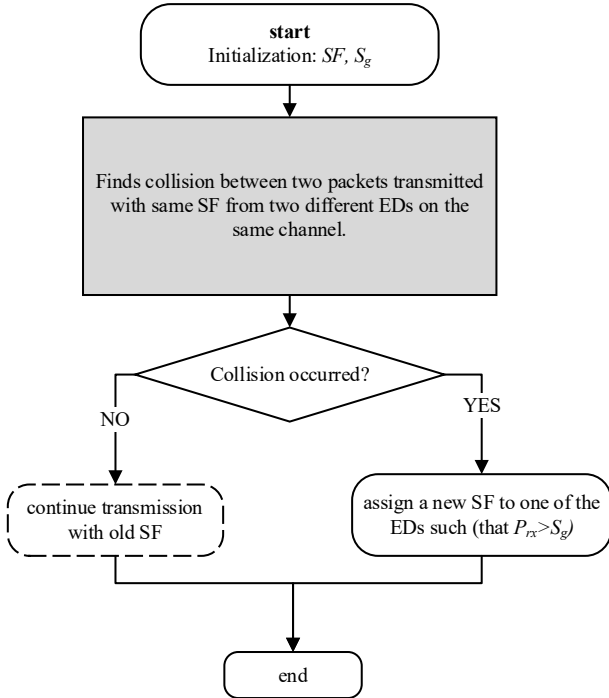 start
Initialization: SF, Sg
Finds collision between two packets transmitted
with same SF from two different EDs on the
same channel.
Collision occurred?
NO
YES
continue transmission
with old SF
assign a new SF to one of the
EDs such (that Prx>Sg)
end